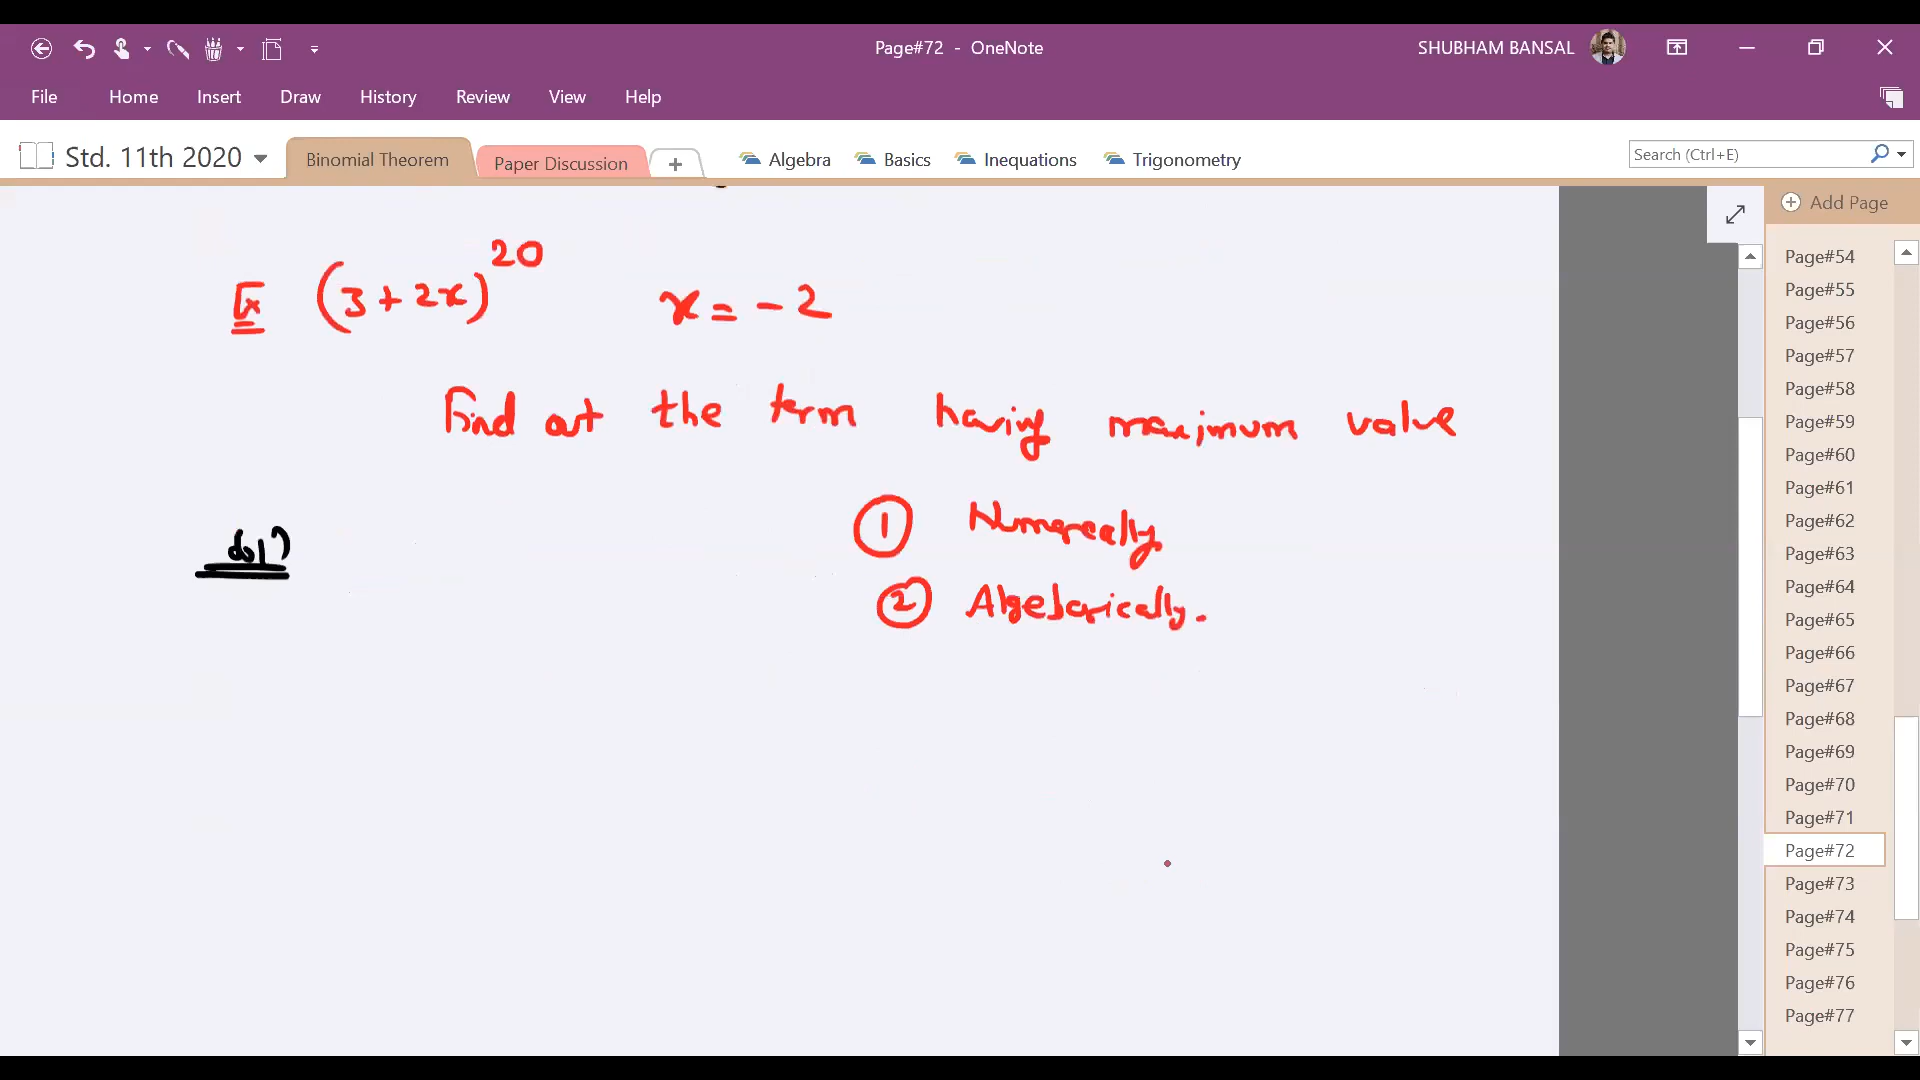 Page#72 - OneNote
SHUBHAM BANSAL
File Home Insert Draw History Review View Help
Std. 11th 2020
Binomial Theorem
Paper Discussion
Algebra
Basics
Inequations
Trigonometry
Search (Ctrl+E)
Add Page
Ex (3+2x)^20 x = -2
Find out the term having maximum value
① Numerically
② Algebraically.
Sol^n
Page#54
Page#55
Page#56
Page#57
Page#58
Page#59
Page#60
Page#61
Page#62
Page#63
Page#64
Page#65
Page#66
Page#67
Page#68
Page#69
Page#70
Page#71
Page#72
Page#73
Page#74
Page#75
Page#76
Page#77